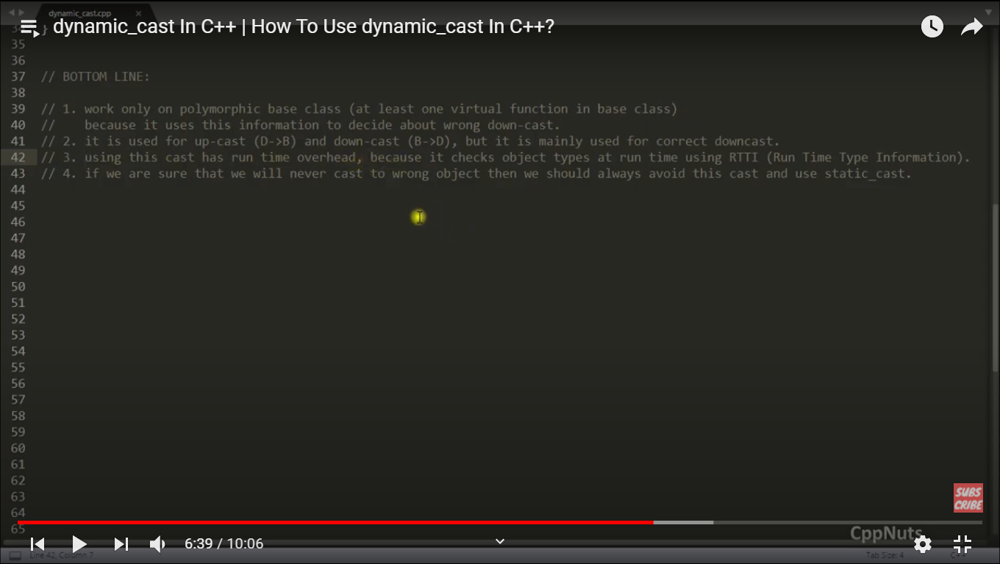 dynamic_cast.cpp ×
dynamic_cast In C++ | How To Use dynamic_cast In C++?
34 }
35
36
37 // BOTTOM LINE:
38
39 // 1. work only on polymorphic base class (at least one virtual function in base class)
40 //    because it uses this information to decide about wrong down-cast.
41 // 2. it is used for up-cast (D->B) and down-cast (B->D), but it is mainly used for correct downcast.
42 // 3. using this cast has run time overhead, because it checks object types at run time using RTTI (Run Time Type Information).
43 // 4. if we are sure that we will never cast to wrong object then we should always avoid this cast and use static_cast.
44
45
46
47
48
49
50
51
52
53
54
55
56
57
58
59
60
61
62
63
64
65
SUBS
CRIBE
CppNuts
6:39 / 10:06
Line 42, Column 7
Tab Size: 4
C++